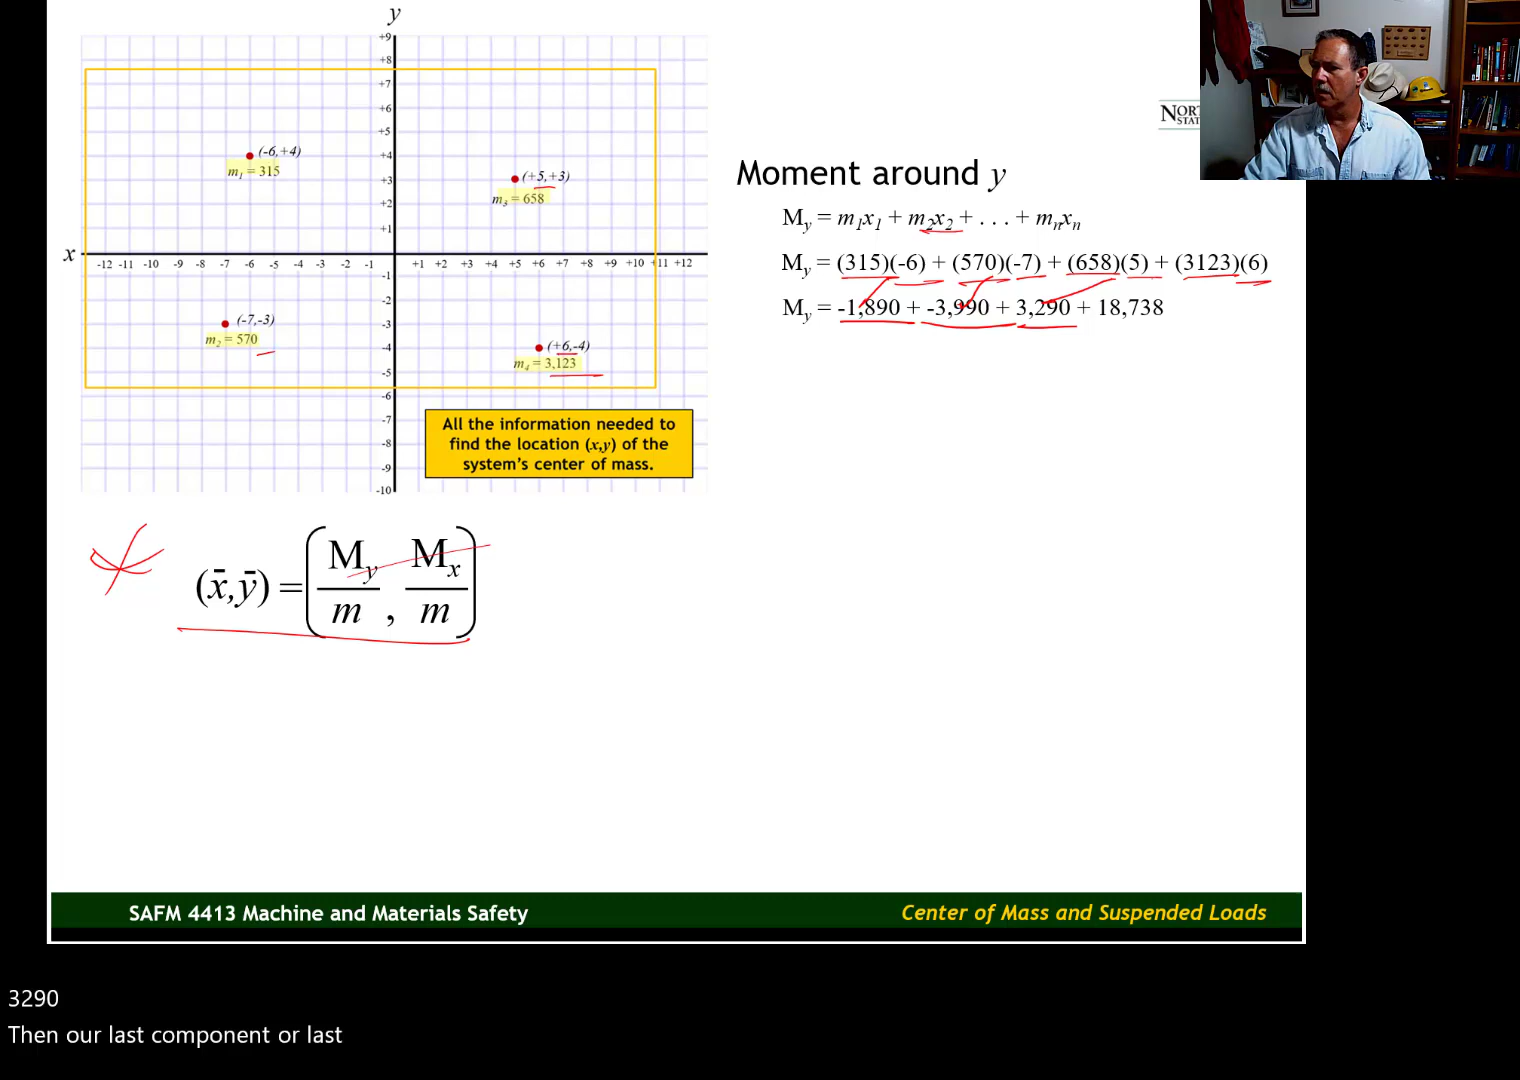 y
+9
+8
+7
+6
+5
+4
+3
+2
+1
(-6,+4)
m1 = 315
(+5,+3)
m3 = 658
x
-12 -11 -10 -9 -8 -7 -6 -5 -4 -3 -2 -1 +1 +2 +3 +4 +5 +6 +7 +8 +9 +10 +11 +12
-1
-2
-3
-4
-5
-6
-7
-8
-9
-10
(-7,-3)
m2 = 570
(+6,-4)
m4 = 3,123
All the information needed to
find the location (x,y) of the
system's center of mass.
(x̄,ȳ) = (My/m, Mx/m)
NOR
STAT
Moment around y
My = m1x1 + m2x2 + . . . + mnxn
My = (315)(-6) + (570)(-7) + (658)(5) + (3123)(6)
My = -1,890 + -3,990 + 3,290 + 18,738
SAFM 4413 Machine and Materials Safety
Center of Mass and Suspended Loads
3290
Then our last component or last